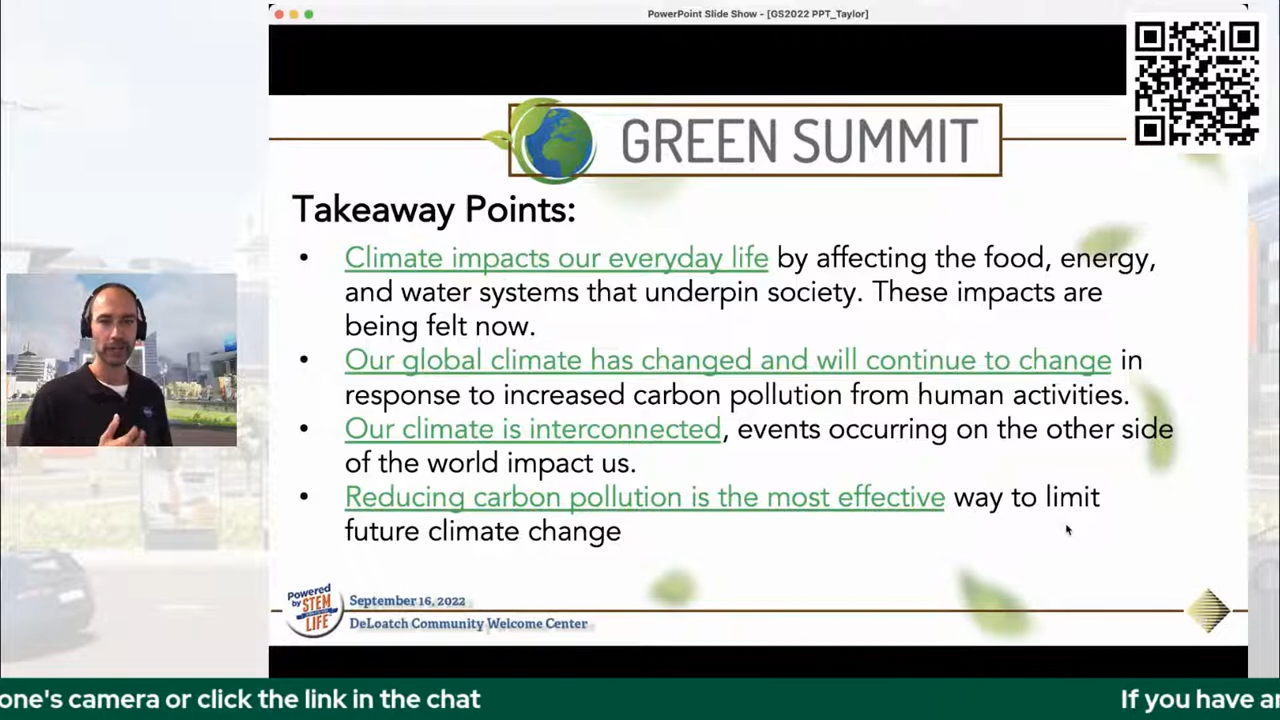 PowerPoint Slide Show - [GS2022 PPT_Taylor]
GREEN SUMMIT
Takeaway Points:
• Climate impacts our everyday life by affecting the food, energy,
and water systems that underpin society. These impacts are
being felt now.
• Our global climate has changed and will continue to change in
response to increased carbon pollution from human activities.
• Our climate is interconnected, events occurring on the other side
of the world impact us.
• Reducing carbon pollution is the most effective way to limit
future climate change
Powered
by STEM
LIFE
September 16, 2022
DeLoatch Community Welcome Center
one's camera or click the link in the chat
If you have